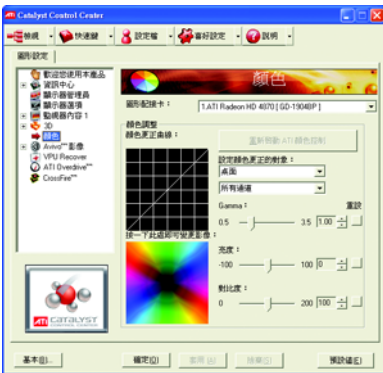 ATI Catalyst Control Center
檢視
快速鍵
設定檔
喜好設定
說明
圖形設定
歡迎您使用本產品
資訊中心
顯示器管理員
顯示器選項
監視器內容 1
3D
顏色
Avivo™ 影像
VPU Recover
ATI Overdrive™
CrossFire™
顏色
圖形配接卡：
1.ATI Radeon HD 4870 [ GD-1904BP ]
顏色調整
顏色更正曲線：
重新啟動 ATI 顏色控制
設定顏色更正的對象：
桌面
所有通道
Gamma：
重設
0.5
3.5
1.00
按一下此處即可變更影像：
亮度：
-100
100
0
對比度：
0
200
100
ATI CATALYST
CONTROL CENTER
基本(B)...
確定(O)
套用(A)
預設值(E)